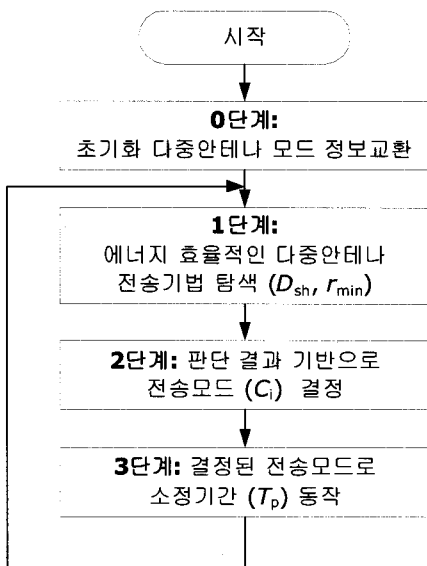 시작
0단계:
초기화 다중안테나 모드 정보교환
1단계:
에너지 효율적인 다중안테나
전송기법 탐색 (Dsh, rmin)
2단계: 판단 결과 기반으로
전송모드 (Ci) 결정
3단계: 결정된 전송모드로
소정기간 (Tp) 동작